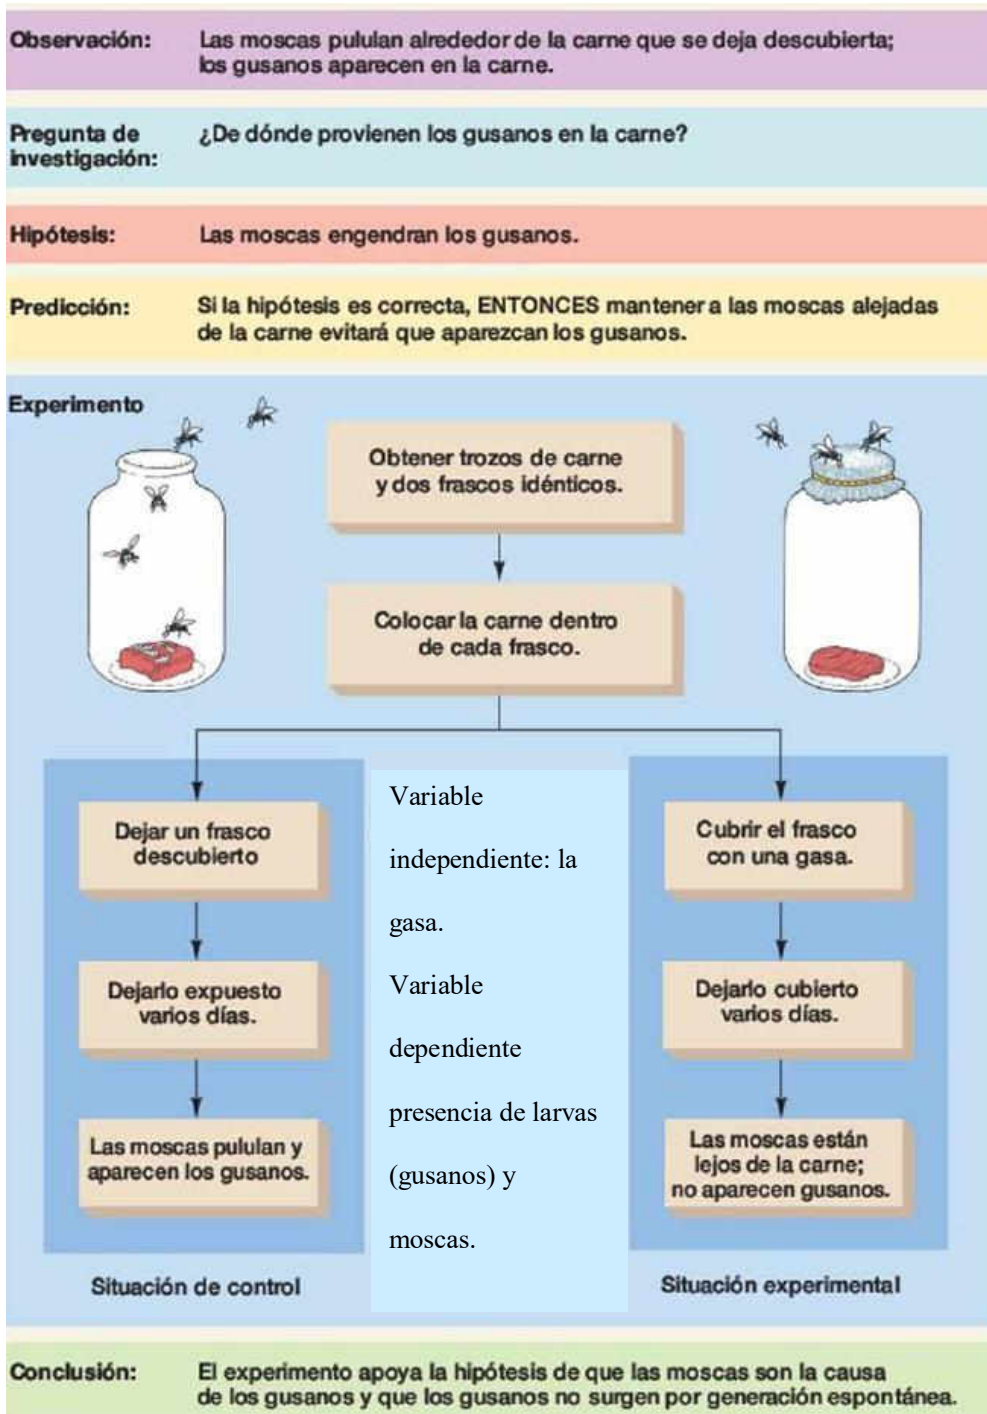 Observación: Las moscas pululan alrededor de la carne que se deja descubierta;
los gusanos aparecen en la carne.
Pregunta de investigación: ¿De dónde provienen los gusanos en la carne?
Hipótesis: Las moscas engendran los gusanos.
Predicción: Si la hipótesis es correcta, ENTONCES mantener a las moscas alejadas
de la carne evitará que aparezcan los gusanos.
Experimento
Obtener trozos de carne
y dos frascos idénticos.
Colocar la carne dentro
de cada frasco.
Dejar un frasco
descubierto
Dejarlo expuesto
varios días.
Las moscas pululan y
aparecen los gusanos.
Situación de control
Variable
independiente: la
gasa.
Variable
dependiente
presencia de larvas
(gusanos) y
moscas.
Cubrir el frasco
con una gasa.
Dejarlo cubierto
varios días.
Las moscas están
lejos de la carne;
no aparecen gusanos.
Situación experimental
Conclusión: El experimento apoya la hipótesis de que las moscas son la causa
de los gusanos y que los gusanos no surgen por generación espontánea.